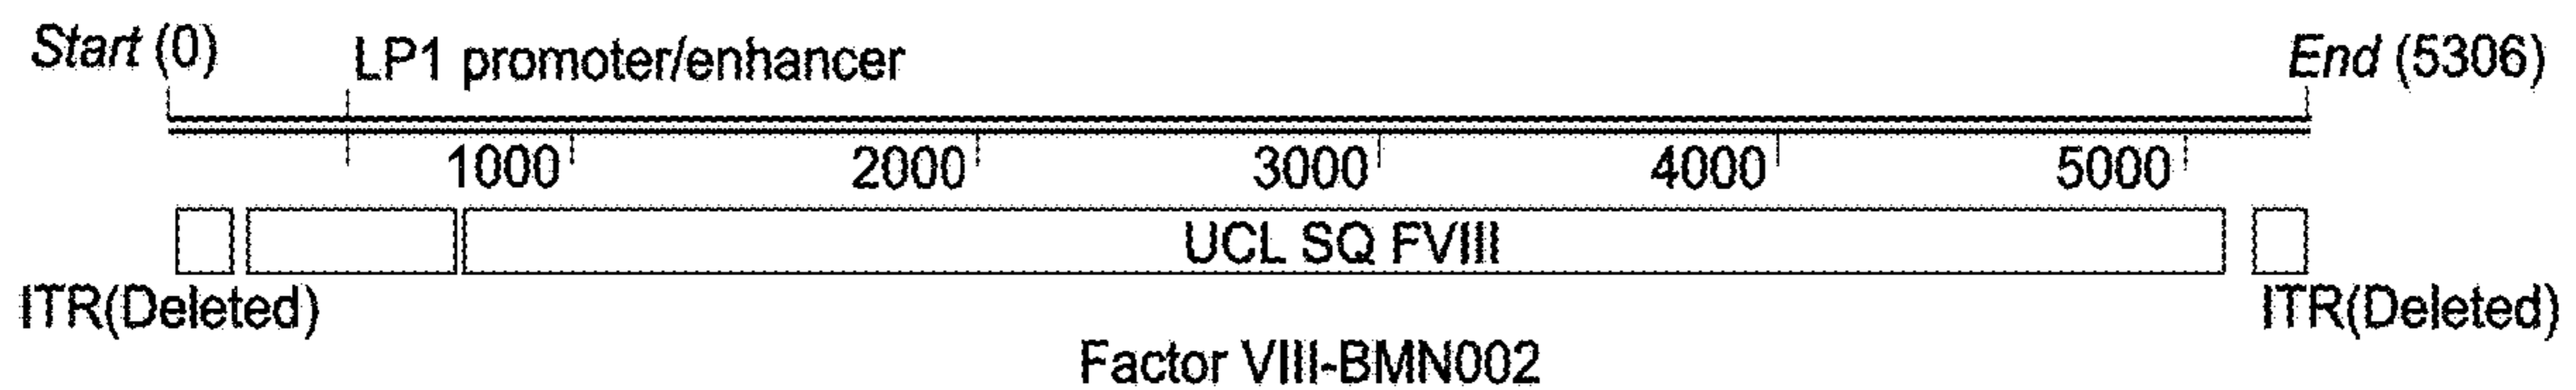 Start (0) LP1 promoter/enhancer End (5306)
1000 2000 3000 4000 5000
UCL SQ FVIII
ITR(Deleted) ITR(Deleted)
Factor VIII-BMN002